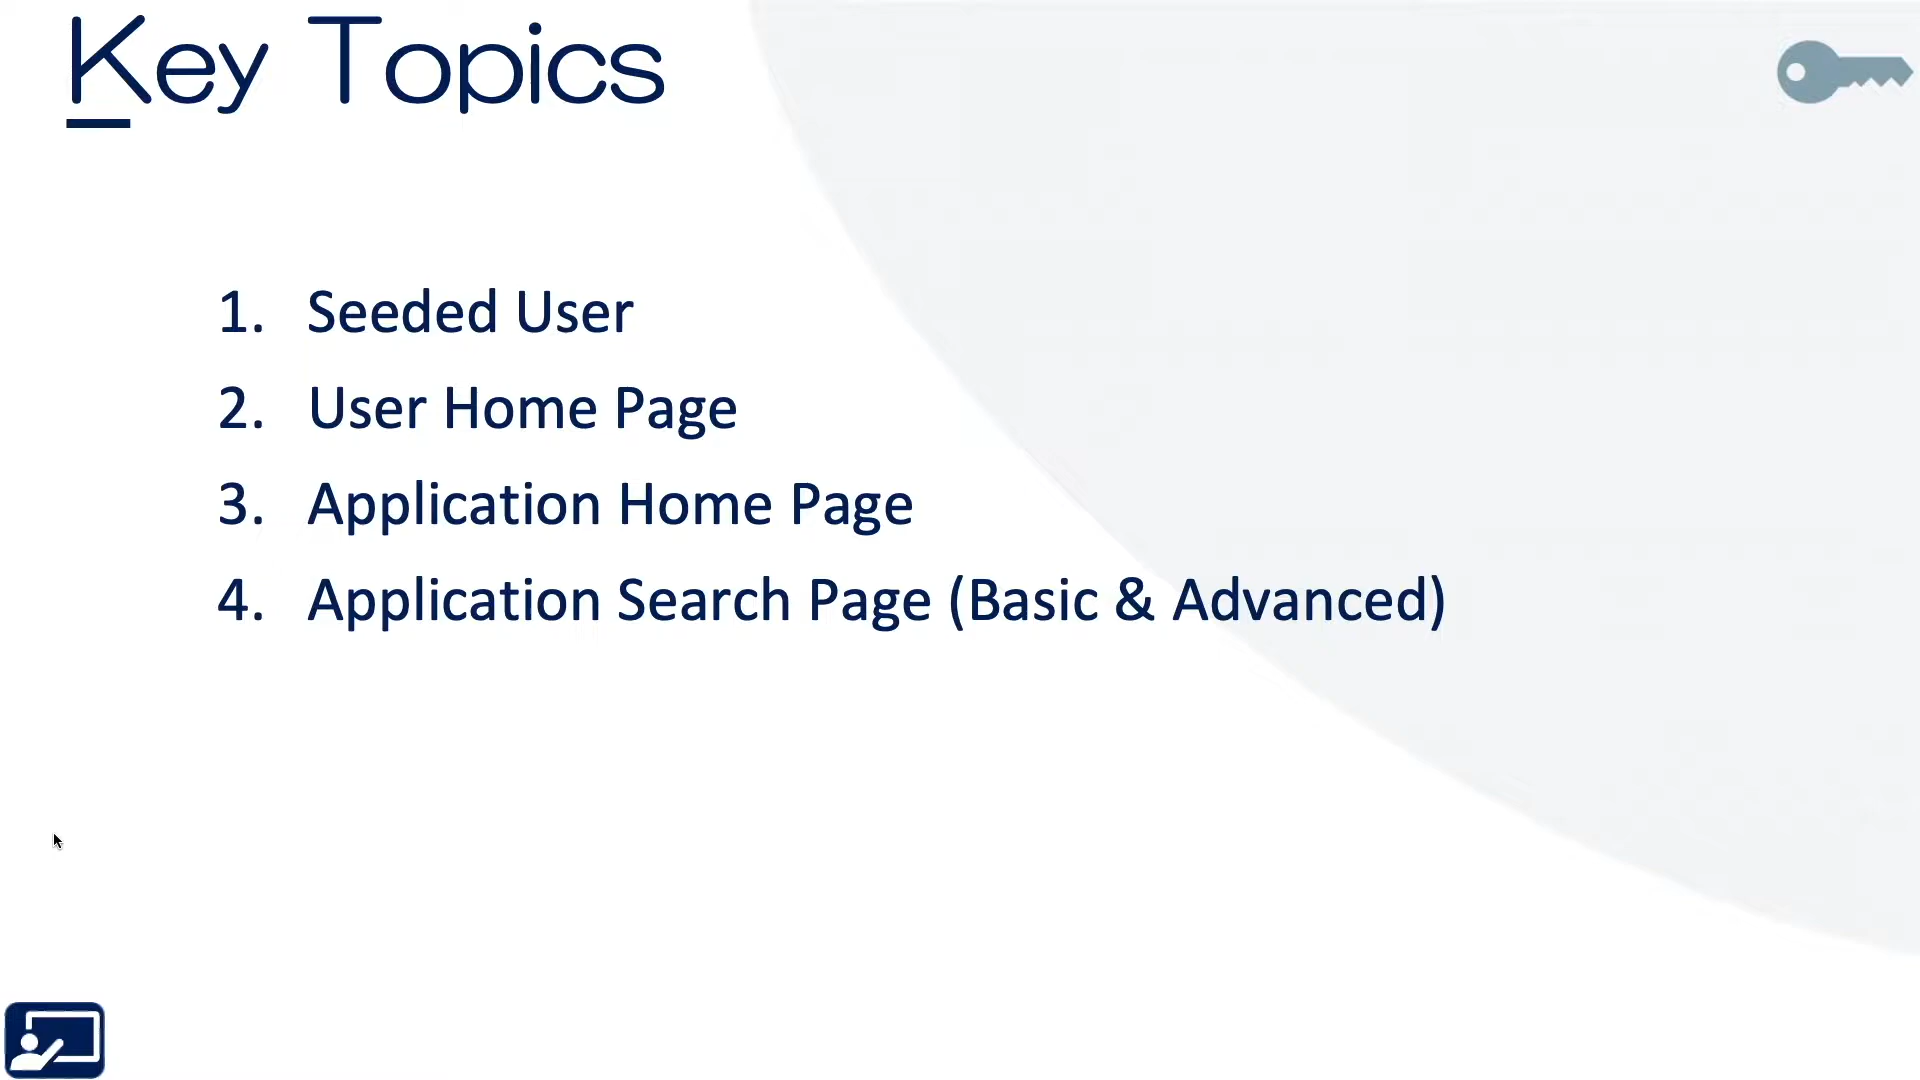 Key Topics
1. Seeded User
2. User Home Page
3. Application Home Page
4. Application Search Page (Basic & Advanced)